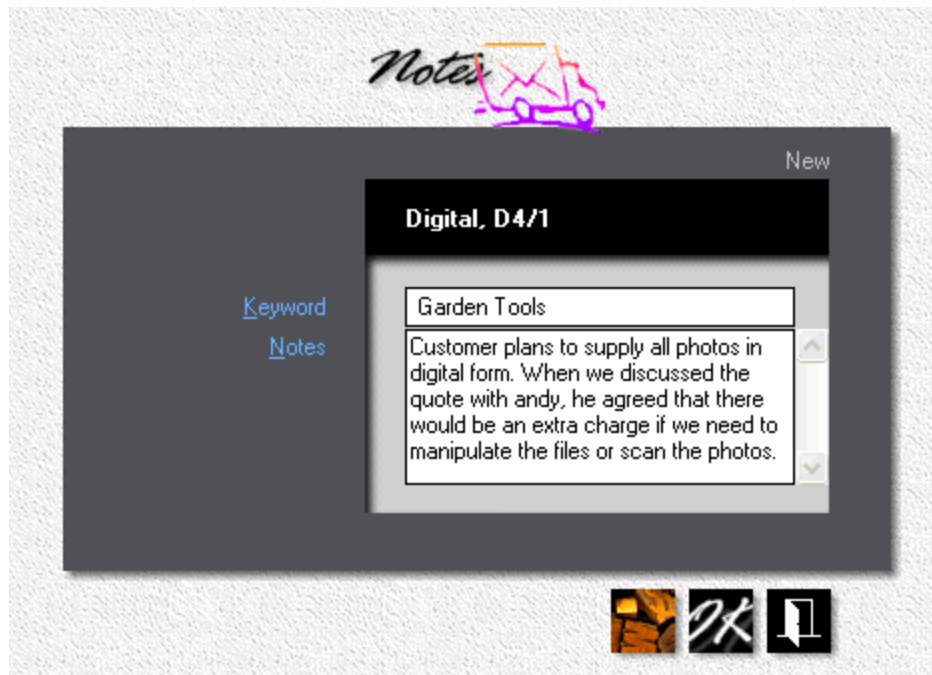 Notes
New
Digital, D4/1
Keyword
Garden Tools
Notes
Customer plans to supply all photos in
digital form. When we discussed the
quote with andy, he agreed that there
would be an extra charge if we need to
manipulate the files or scan the photos.
OK